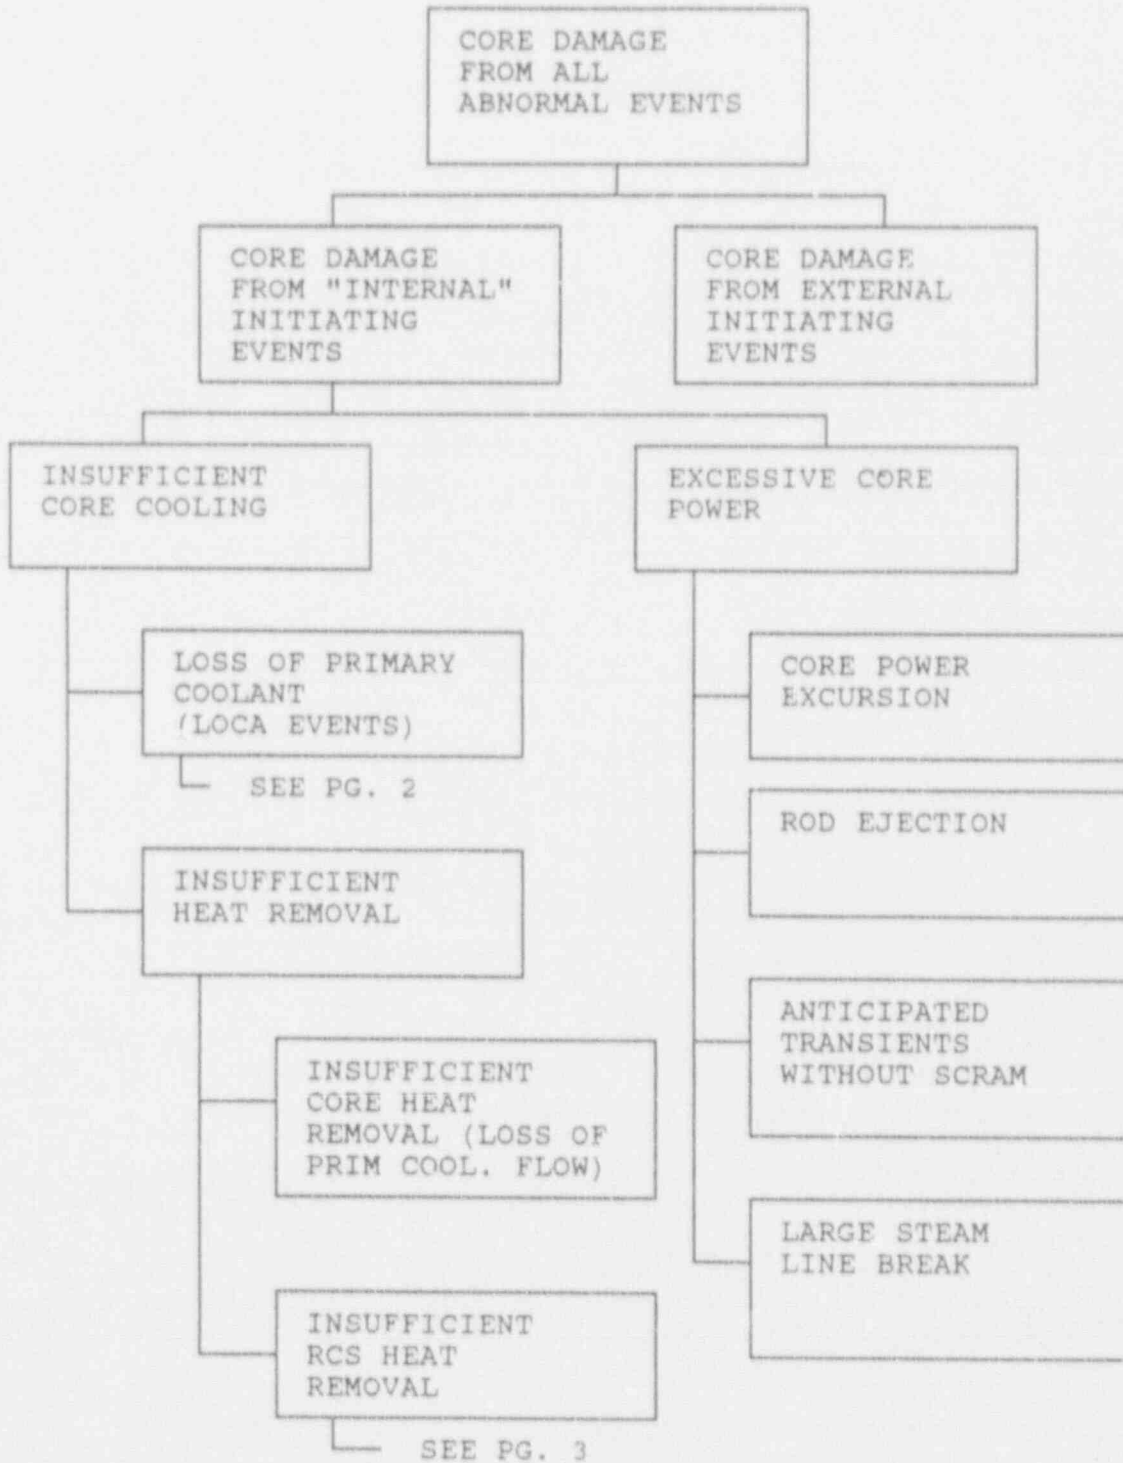 CORE DAMAGE
FROM ALL
ABNORMAL EVENTS
CORE DAMAGE
FROM "INTERNAL"
INITIATING
EVENTS
CORE DAMAGE
FROM EXTERNAL
INITIATING
EVENTS
INSUFFICIENT
CORE COOLING
EXCESSIVE CORE
POWER
LOSS OF PRIMARY
COOLANT
(LOCA EVENTS)
SEE PG. 2
INSUFFICIENT
HEAT REMOVAL
INSUFFICIENT
CORE HEAT
REMOVAL (LOSS OF
PRIM COOL. FLOW)
INSUFFICIENT
RCS HEAT
REMOVAL
SEE PG. 3
CORE POWER
EXCURSION
ROD EJECTION
ANTICIPATED
TRANSIENTS
WITHOUT SCRAM
LARGE STEAM
LINE BREAK